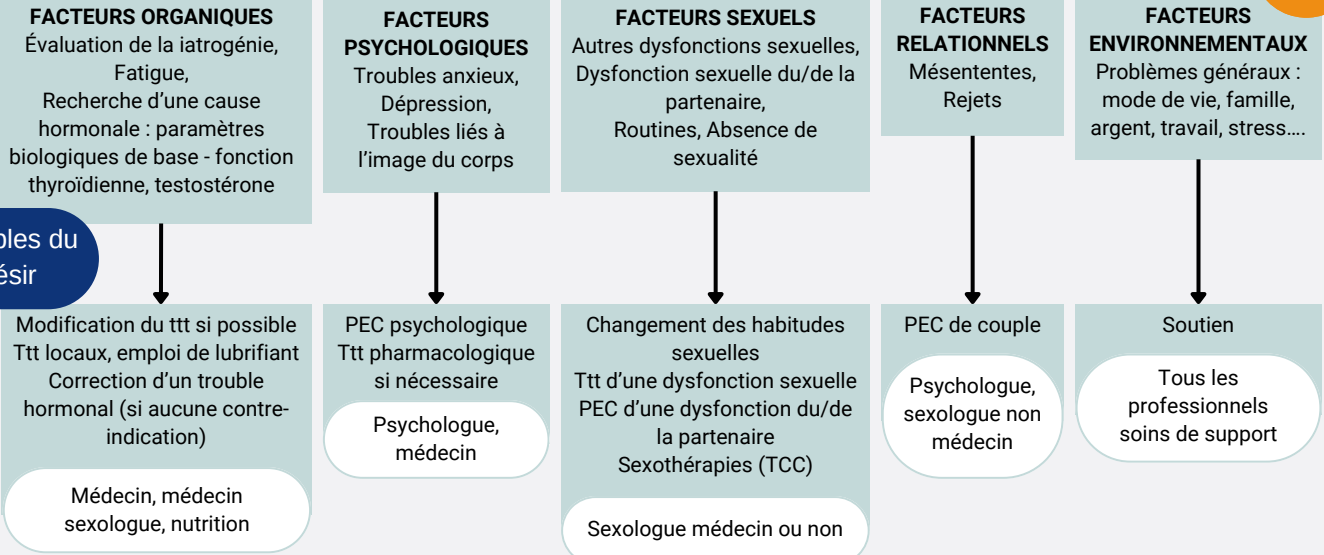 FACTEURS ORGANIQUES
Évaluation de la iatrogénie,
Fatigue,
Recherche d'une cause
hormonale : paramètres
biologiques de base - fonction
thyroïdienne, testostérone
FACTEURS
PSYCHOLOGIQUES
Troubles anxieux,
Dépression,
Troubles liés à
l'image du corps
FACTEURS SEXUELS
Autres dysfonctions sexuelles,
Dysfonction sexuelle du/de la
partenaire,
Routines, Absence de
sexualité
FACTEURS
RELATIONNELS
Mésententes,
Rejets
FACTEURS
ENVIRONNEMENTAUX
Problèmes généraux :
mode de vie, famille,
argent, travail, stress....
du
Modification du ttt si possible
Ttt locaux, emploi de lubrifiant
Correction d'un trouble
hormonal (si aucune contre-
indication)
Médecin, médecin
sexologue, nutrition
PEC psychologique
Ttt pharmacologique
si nécessaire
Psychologue,
médecin
Changement des habitudes
sexuelles
Ttt d'une dysfonction sexuelle
PEC d'une dysfonction du/de
la partenaire
Sexothérapies (TCC)
Sexologue médecin ou non
PEC de couple
Psychologue,
sexologue non
médecin
Soutien
Tous les
professionnels
soins de support